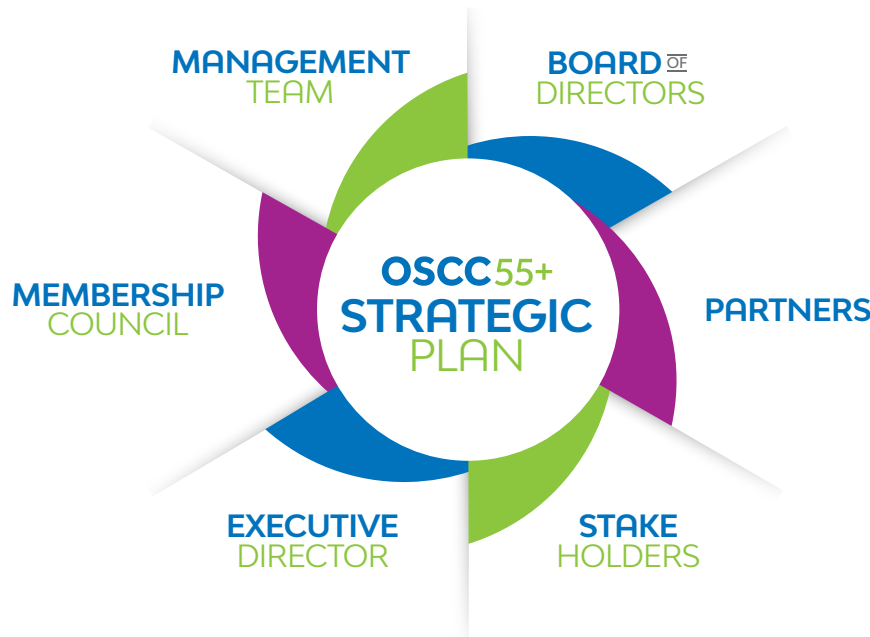 MANAGEMENT
TEAM
BOARD OF
DIRECTORS
MEMBERSHIP
COUNCIL
OSCC55+
STRATEGIC
PLAN
PARTNERS
EXECUTIVE
DIRECTOR
STAKE
HOLDERS